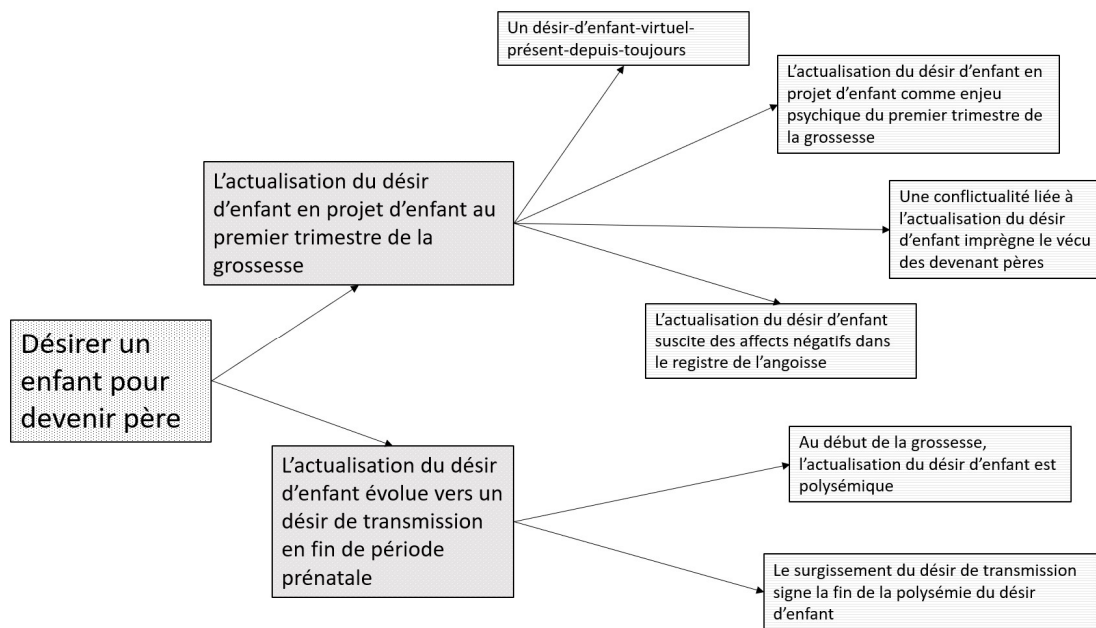 Un désir-d'enfant-virtuel-
présent-depuis-toujours
L'actualisation du désir d'enfant en
projet d'enfant comme enjeu
psychique du premier trimestre de
la grossesse
L'actualisation du désir
d'enfant en projet d'enfant au
premier trimestre de la
grossesse
Une conflictualité liée à
l'actualisation du désir
d'enfant imprègne le vécu
des devenant pères
L'actualisation du désir d'enfant
suscite des affects négatifs dans
le registre de l'angoisse
Désirer un
enfant pour
devenir père
L'actualisation du désir
d'enfant évolue vers un
désir de transmission
en fin de période
prénatale
Au début de la grossesse,
l'actualisation du désir d'enfant est
polysémique
Le surgissement du désir de transmission
signe la fin de la polysémie du désir
d'enfant